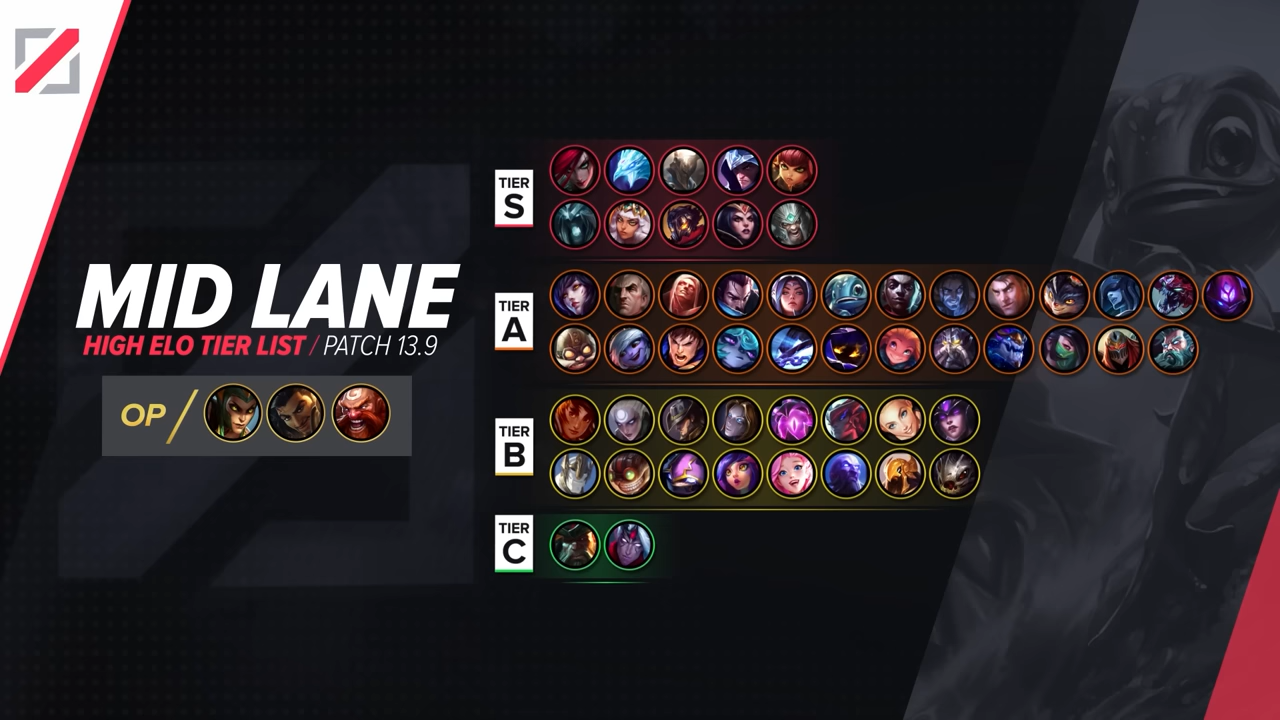 MID LANE
HIGH ELO TIER LIST / PATCH 13.9
OP /
TIER
S
TIER
A
TIER
B
TIER
C